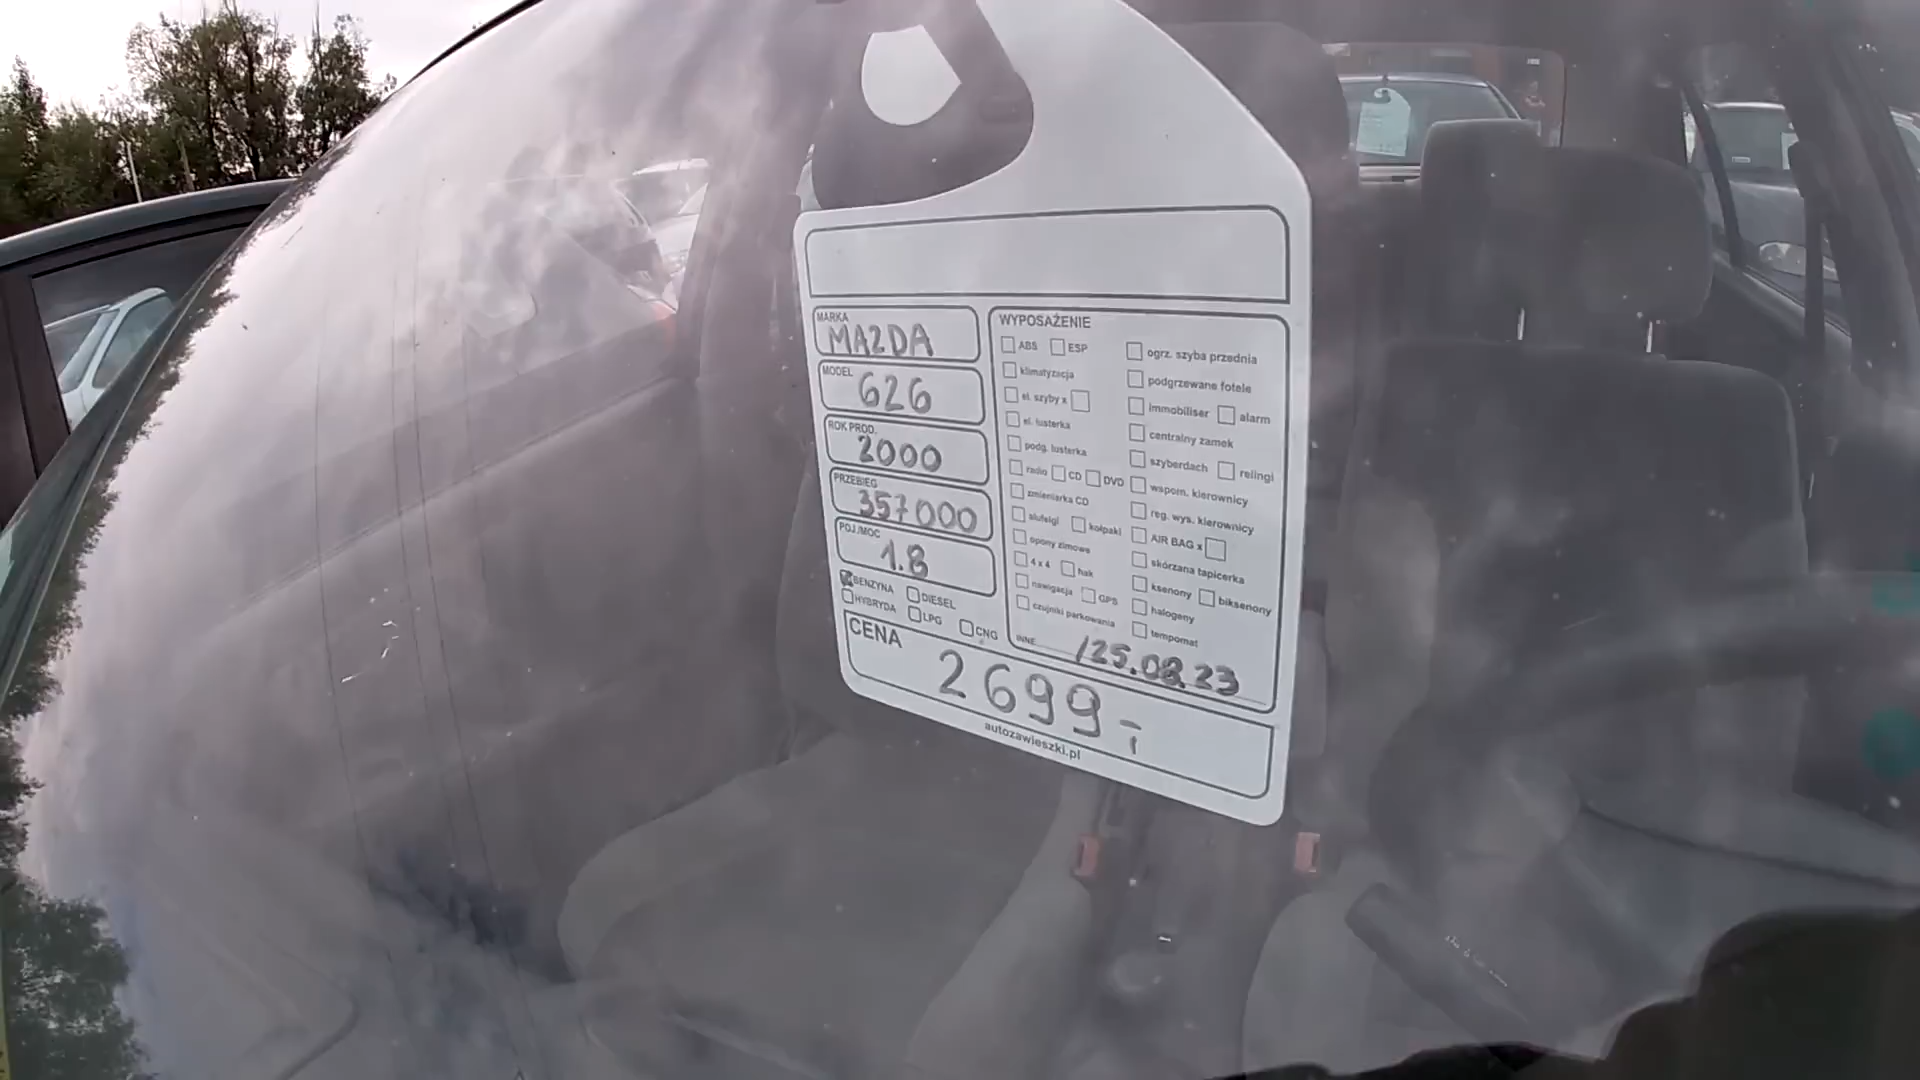 MARKA
MAZDA
MODEL
626
ROK PROD.
2000
PRZEBIEG
357000
POJ./MOC
1.8
BENZYNA DIESEL
HYBRYDA LPG CNG
WYPOSAŻENIE
ABS ESP
klimatyzacja
el. szyby x
el. lusterka
podg. lusterka
radio CD DVD
zmieniarka CD
alufelgi kołpaki
opony zimowe
4 x 4 hak
nawigacja GPS
czujniki parkowania
ogrz. szyba przednia
podgrzewane fotele
immobiliser alarm
centralny zamek
szyberdach relingi
wspom. kierownicy
reg. wys. kierownicy
AIR BAG x
skórzana tapicerka
ksenony biksenony
halogeny
tempomat
INNE
/25.08.23
CENA
2699,-
autozawieszki.pl